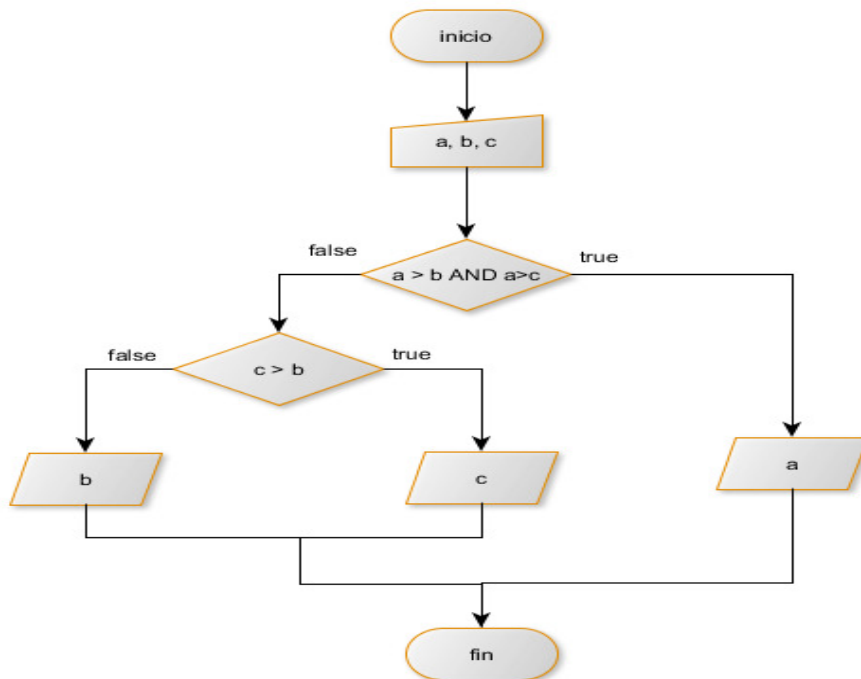 inicio
a, b, c
false
a > b AND a>c
true
false
c > b
true
b
c
a
fin